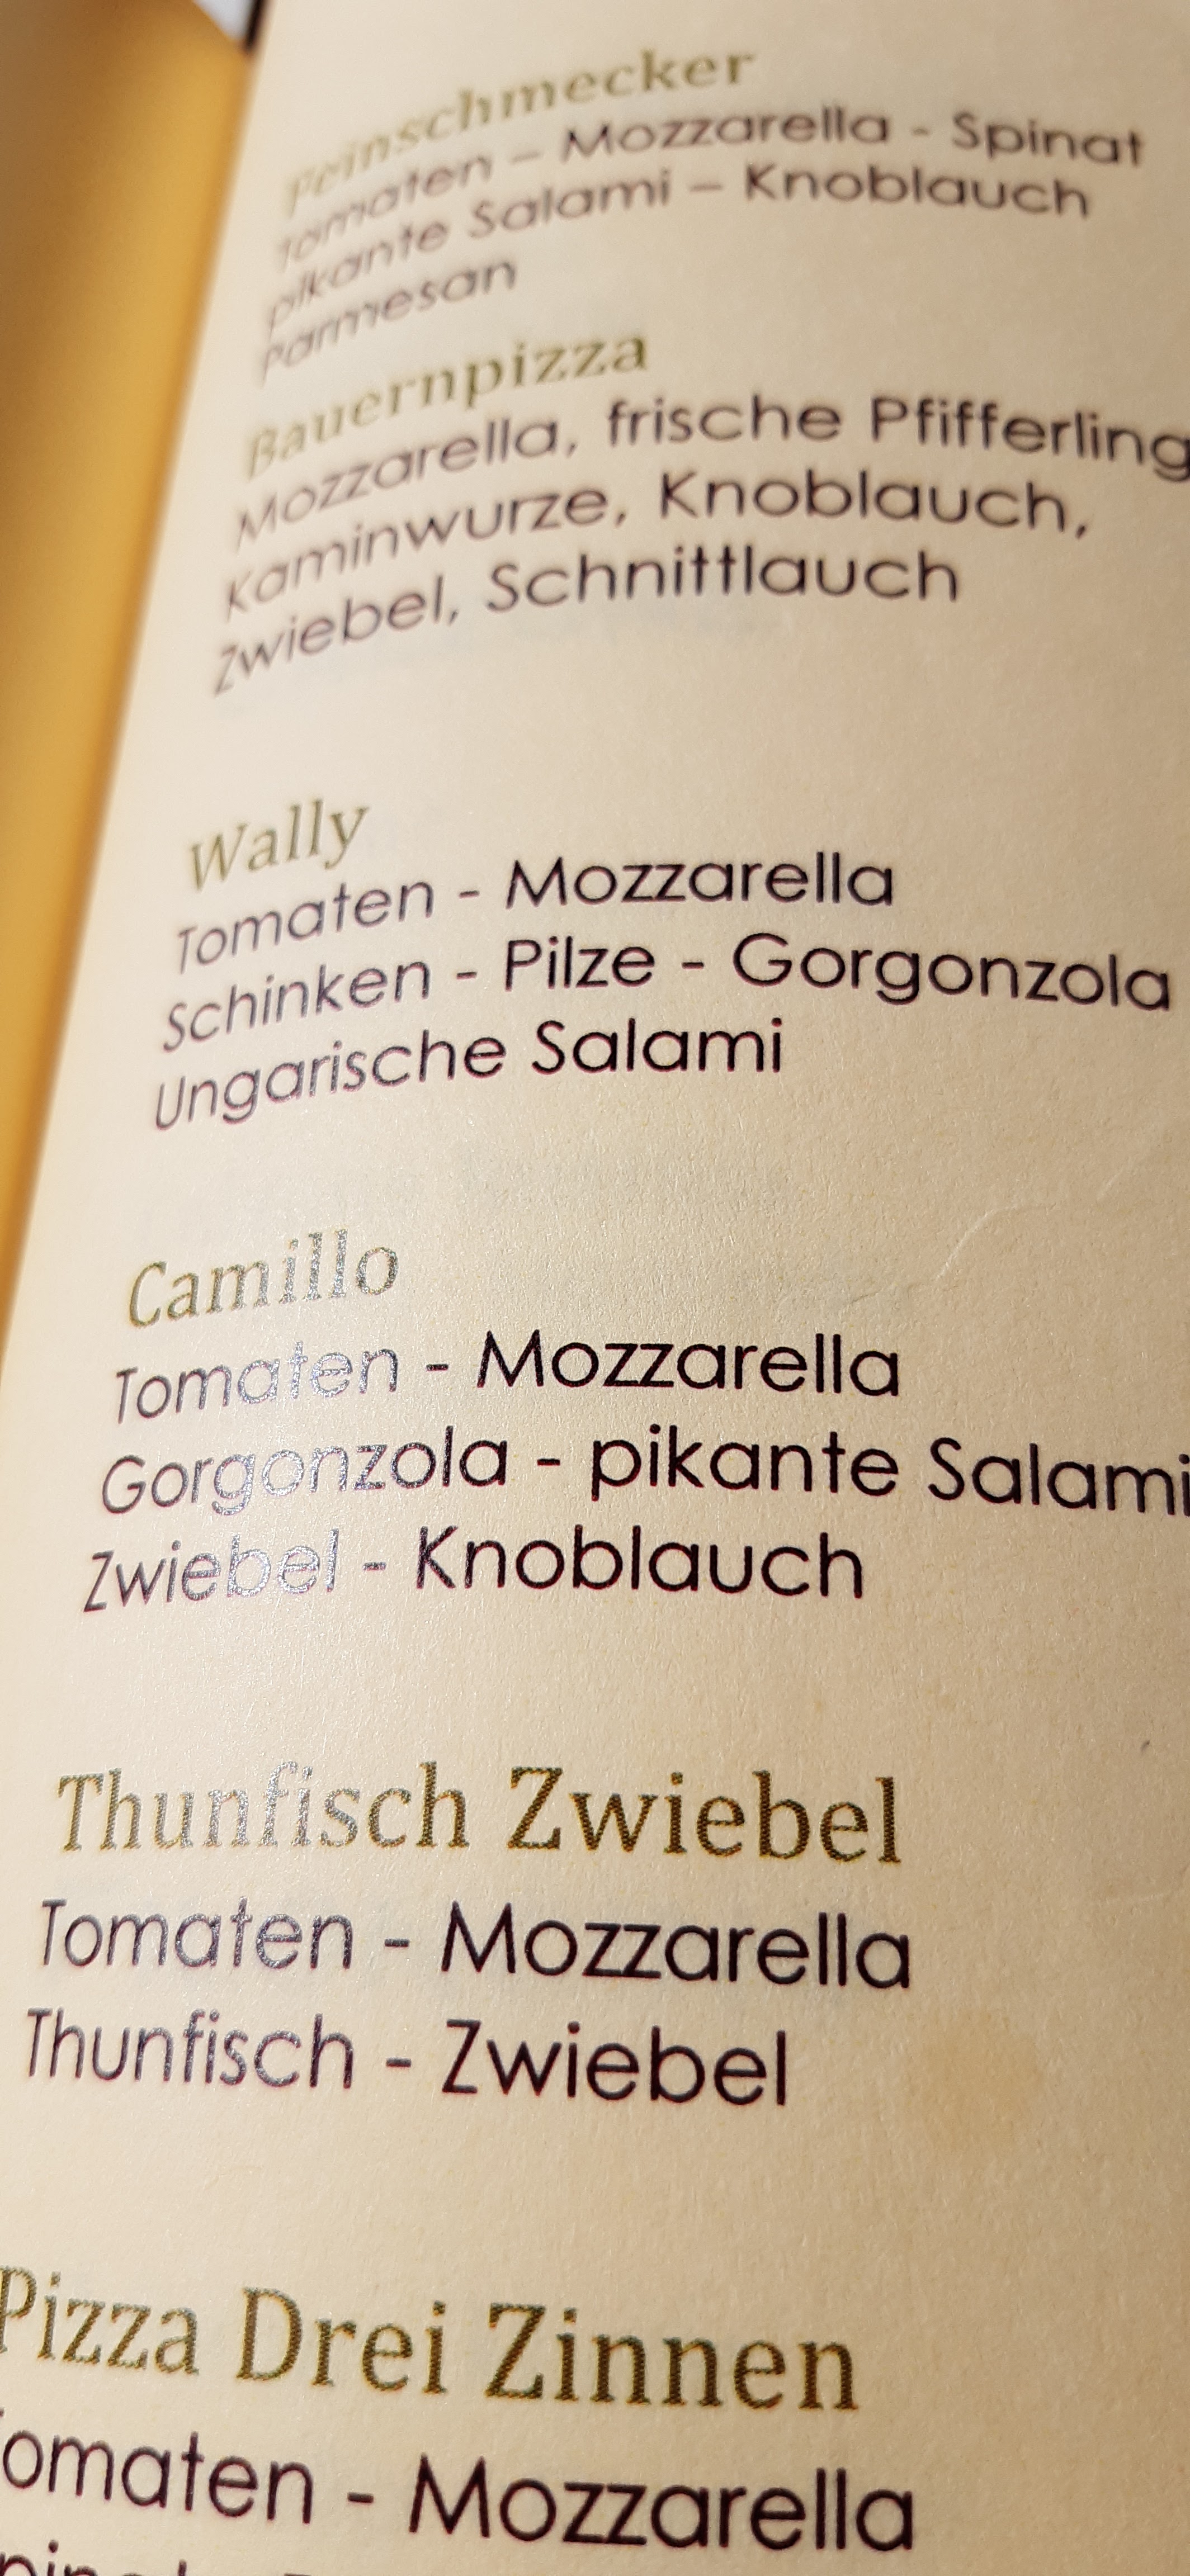 Feinschmecker
Tomaten – Mozzarella - Spinat
pikante Salami – Knoblauch
Parmesan
Bauernpizza
Mozzarella, frische Pfifferling
Kaminwurze, Knoblauch,
Zwiebel, Schnittlauch
Wally
Tomaten - Mozzarella
Schinken - Pilze - Gorgonzola
Ungarische Salami
Camillo
Tomaten - Mozzarella
Gorgonzola - pikante Salami
Zwiebel - Knoblauch
Thunfisch Zwiebel
Tomaten - Mozzarella
Thunfisch - Zwiebel
Pizza Drei Zinnen
Tomaten - Mozzarella